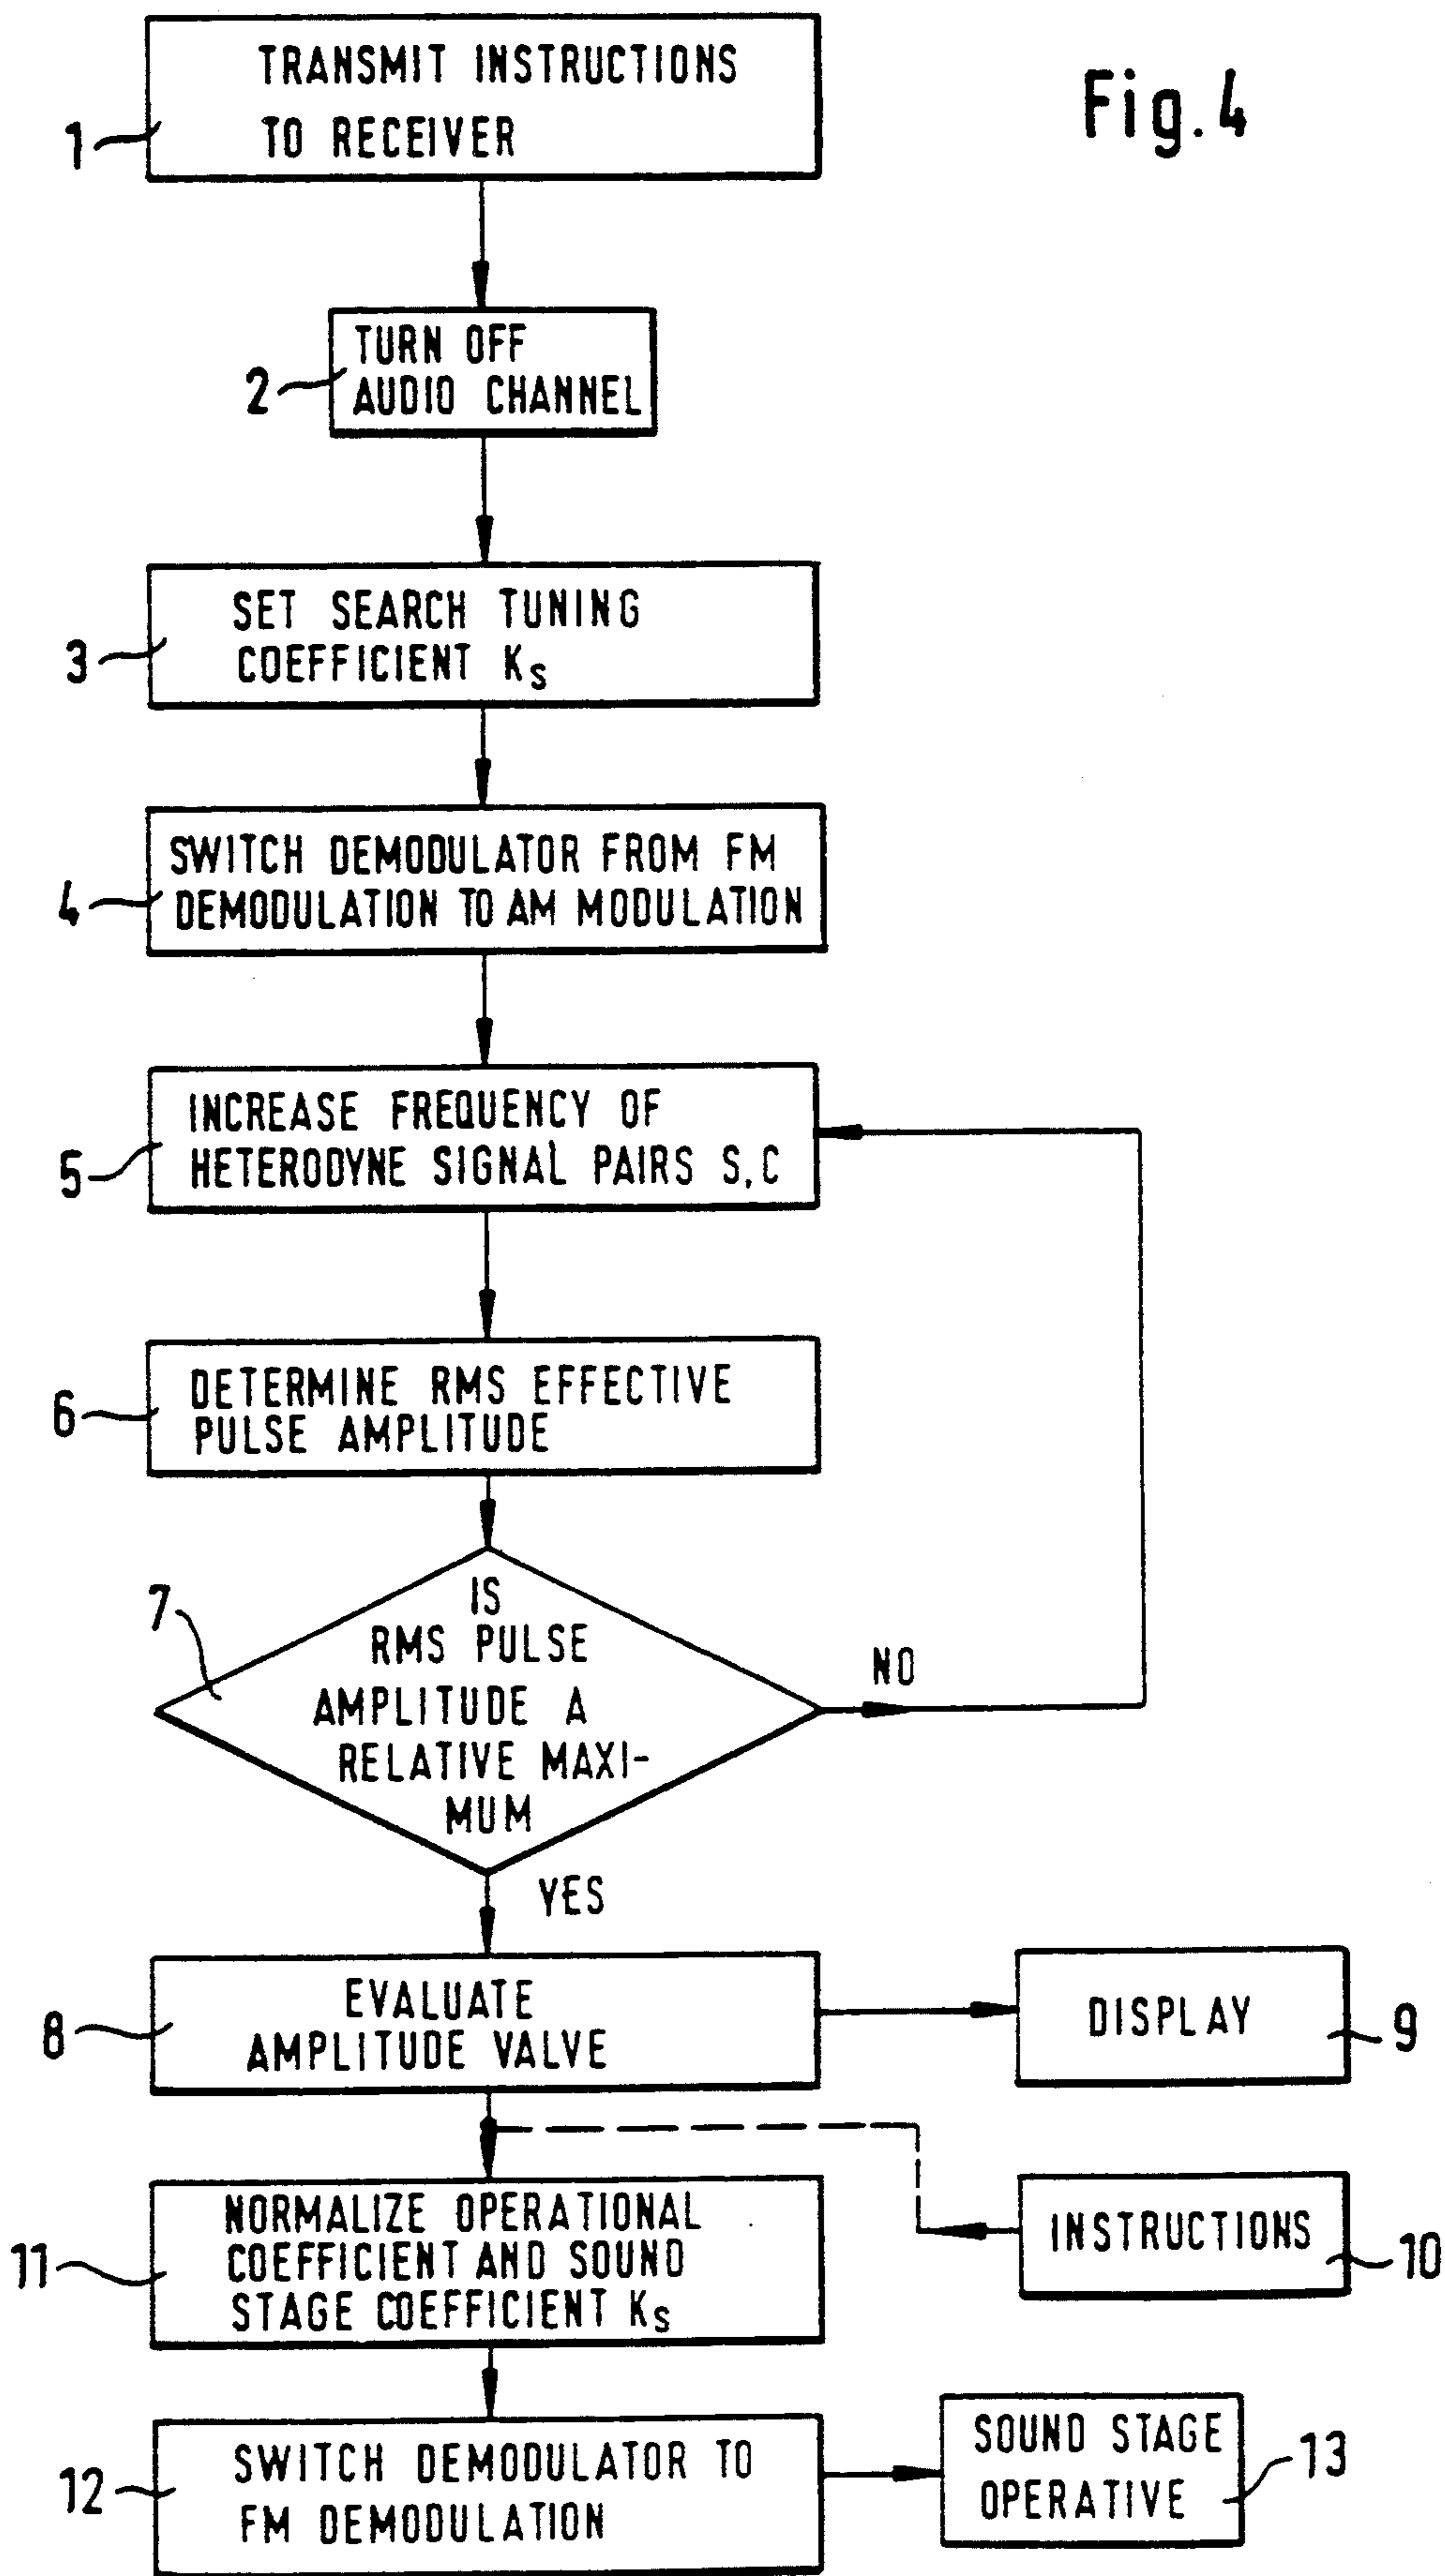 Fig. 4
TRANSMIT INSTRUCTIONS
TO RECEIVER
1
TURN OFF
AUDIO CHANNEL
2
SET SEARCH TUNING
COEFFICIENT Ks
3
SWITCH DEMODULATOR FROM FM
DEMODULATION TO AM MODULATION
4
INCREASE FREQUENCY OF
HETERODYNE SIGNAL PAIRS S,C
5
DETERMINE RMS EFFECTIVE
PULSE AMPLITUDE
6
7
IS
RMS PULSE
AMPLITUDE A
RELATIVE MAXI-
MUM
NO
YES
EVALUATE
AMPLITUDE VALVE
8
DISPLAY
9
INSTRUCTIONS
10
NORMALIZE OPERATIONAL
COEFFICIENT AND SOUND
STAGE COEFFICIENT Ks
11
SWITCH DEMODULATOR TO
FM DEMODULATION
12
SOUND STAGE
OPERATIVE
13